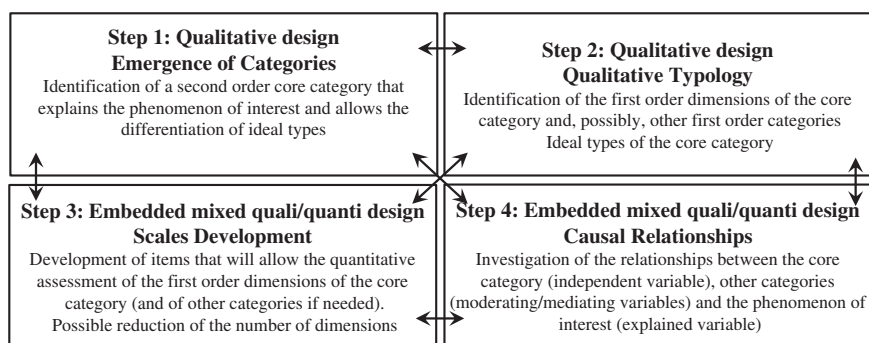 Step 1: Qualitative design
Emergence of Categories
Identification of a second order core category that
explains the phenomenon of interest and allows the
differentiation of ideal types
Step 2: Qualitative design
Qualitative Typology
Identification of the first order dimensions of the core
category and, possibly, other first order categories
Ideal types of the core category
Step 3: Embedded mixed quali/quanti design
Scales Development
Development of items that will allow the quantitative
assessment of the first order dimensions of the core
category (and of other categories if needed).
Possible reduction of the number of dimensions
Step 4: Embedded mixed quali/quanti design
Causal Relationships
Investigation of the relationships between the core
category (independent variable), other categories
(moderating/mediating variables) and the phenomenon of
interest (explained variable)